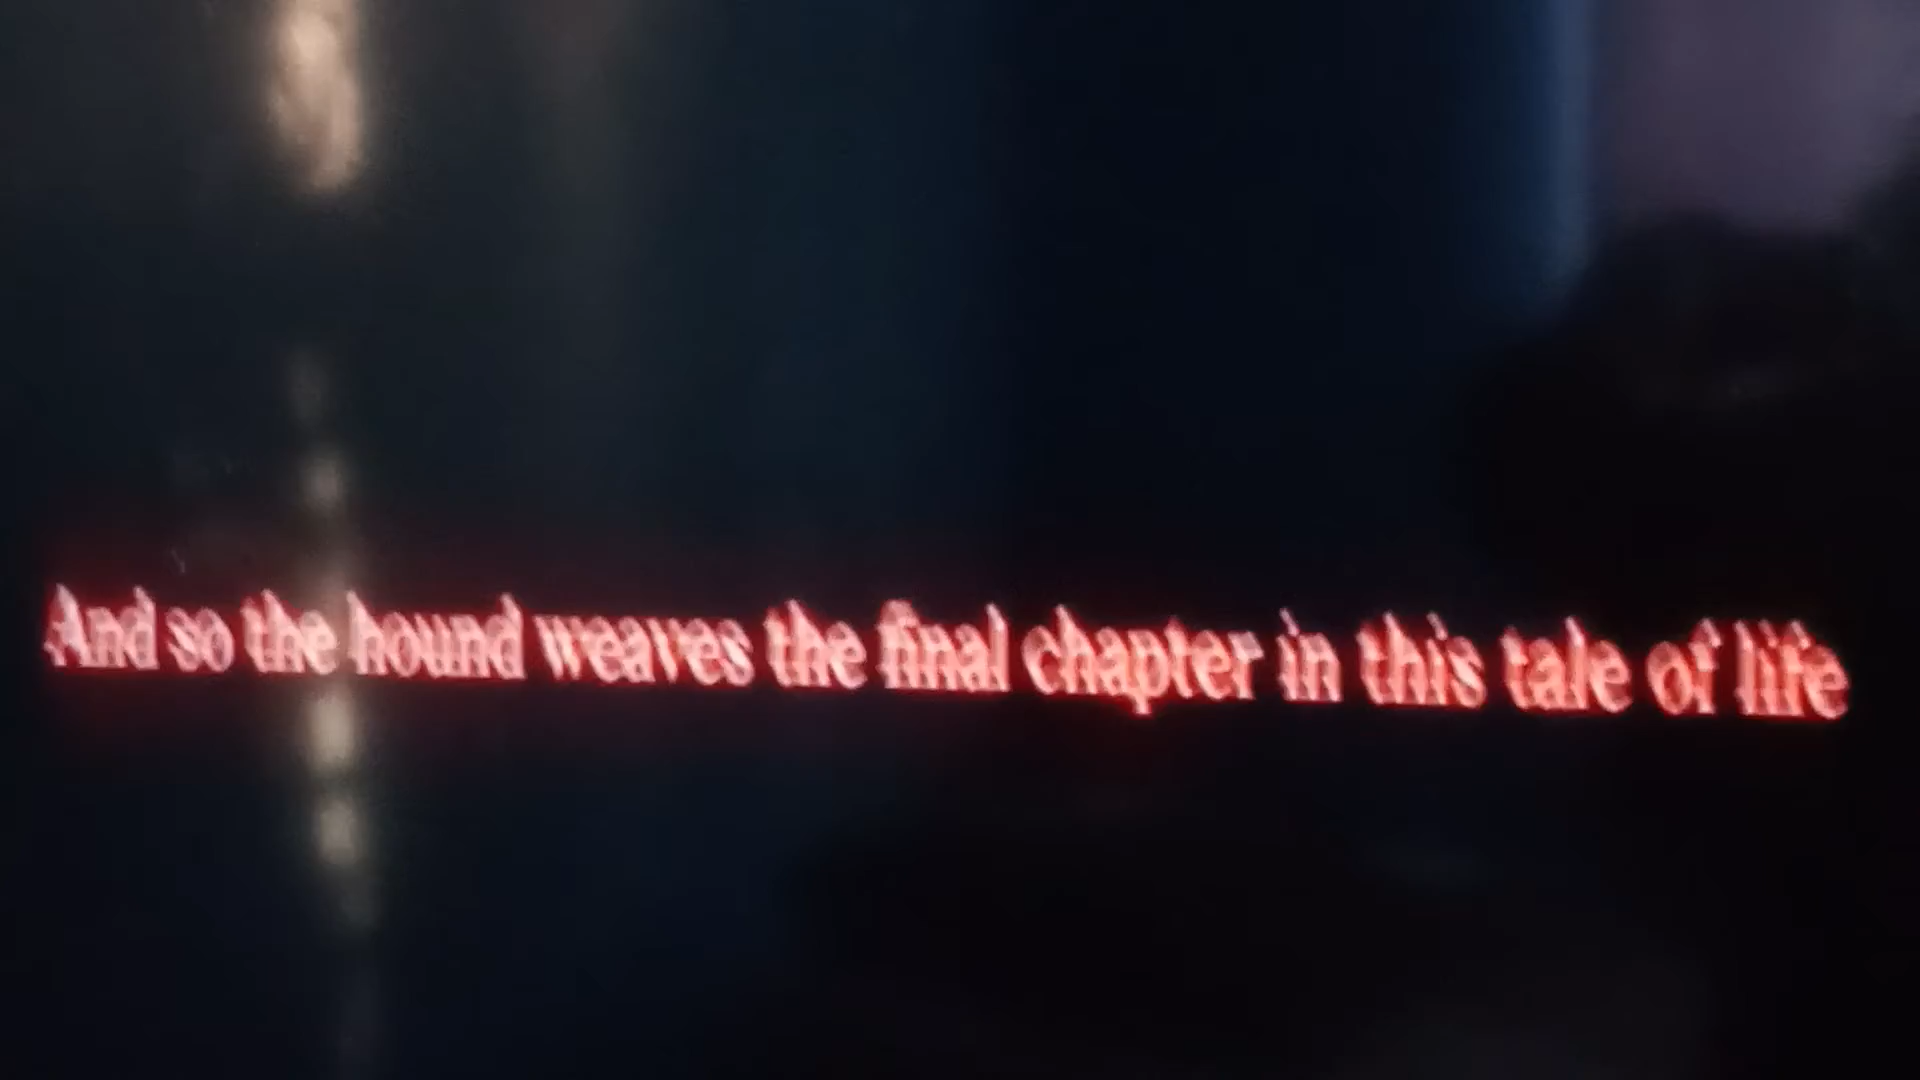 And so the hound weaves the final chapter in this tale of life